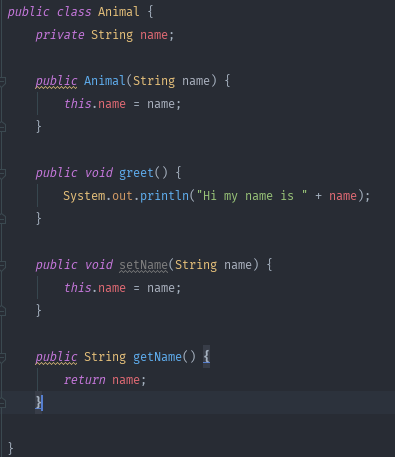 public class Animal {
    private String name;

    public Animal(String name) {
        this.name = name;
    }

    public void greet() {
        System.out.println("Hi my name is " + name);
    }

    public void setName(String name) {
        this.name = name;
    }

    public String getName() {
        return name;
    }

}